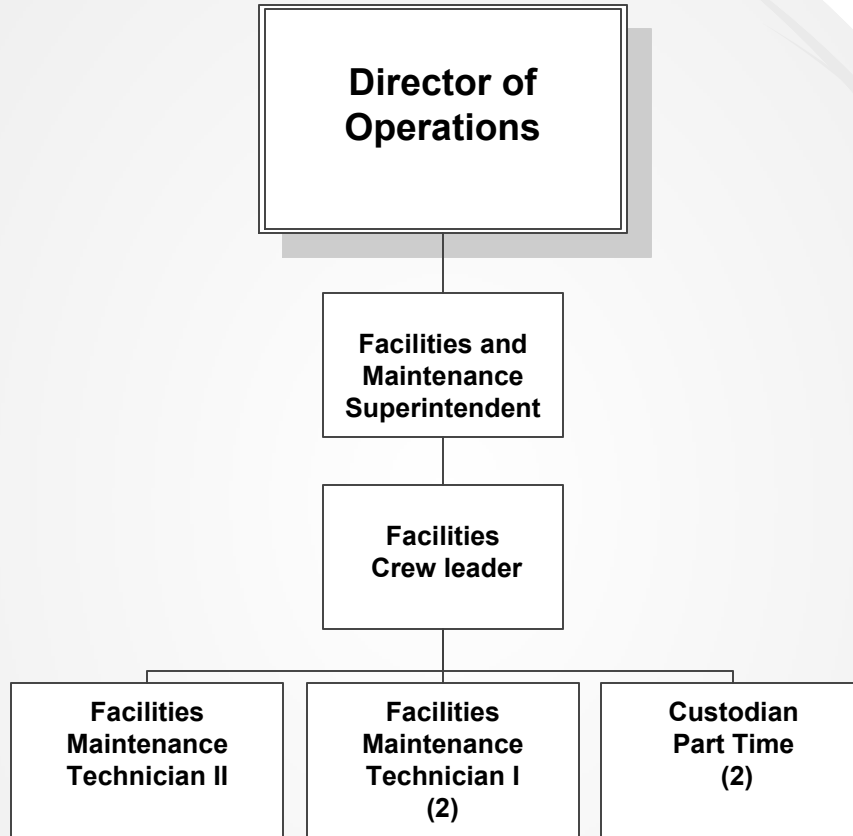 Director of
Operations
Facilities and
Maintenance
Superintendent
Facilities
Crew leader
Facilities
Maintenance
Technician II
Facilities
Maintenance
Technician I
(2)
Custodian
Part Time
(2)